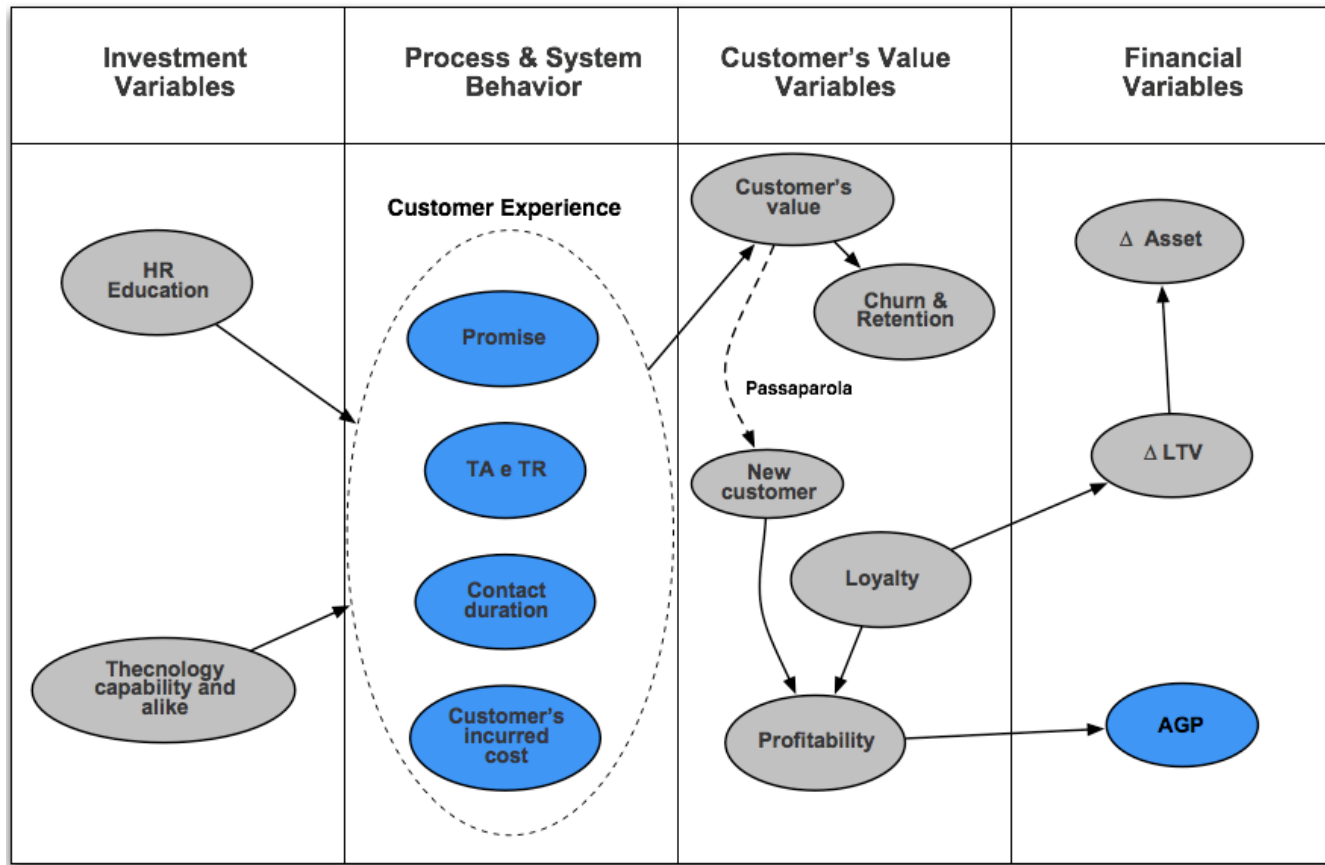 Investment
Variables
Process & System
Behavior
Customer's Value
Variables
Financial
Variables
HR
Education
Thecnology
capability and
alike
Customer Experience
Promise
TA e TR
Contact
duration
Customer's
incurred
cost
Customer's
value
Churn &
Retention
Passaparola
New
customer
Loyalty
Profitability
Δ Asset
Δ LTV
AGP